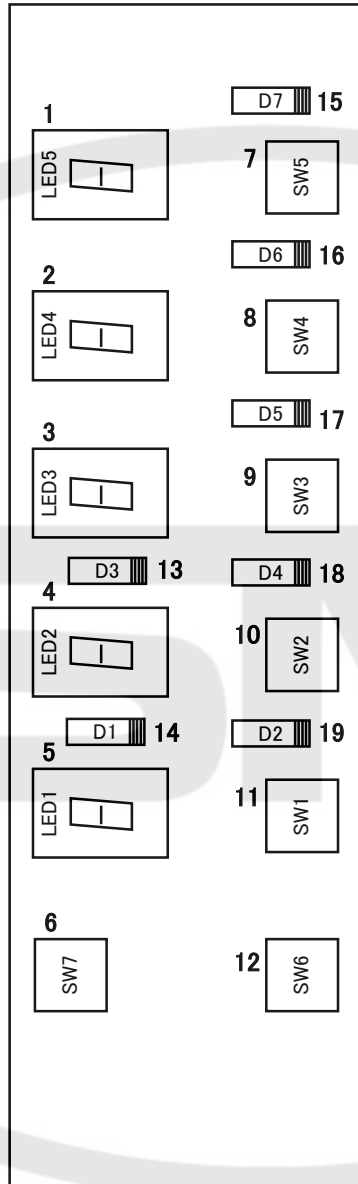 D7 15
1
LED5
7 SW5
D6 16
2
LED4
8 SW4
D5 17
3
LED3
9 SW3
D3 13
D4 18
4
LED2
10 SW2
D1 14
D2 19
5
LED1
11 SW1
6
SW7
12 SW6